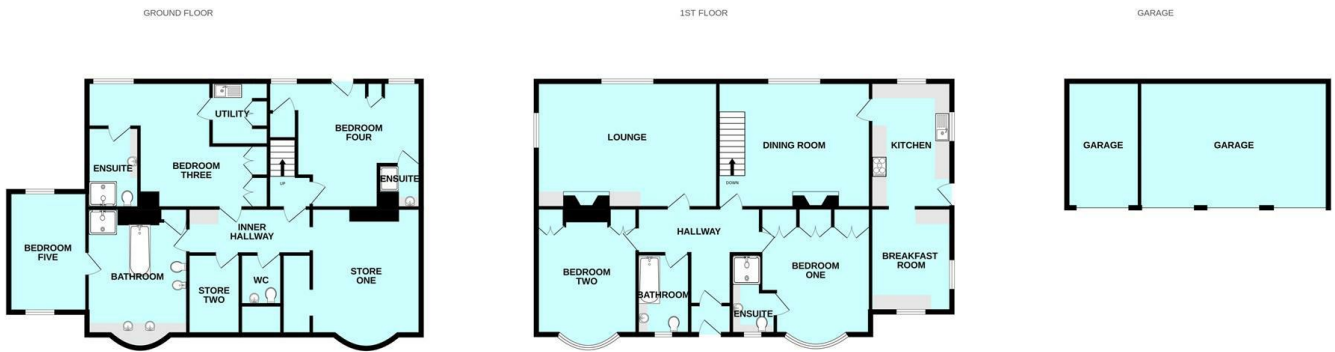 GROUND FLOOR
1ST FLOOR
GARAGE
UTILITY
BEDROOM
FOUR
ENSUITE
BEDROOM
THREE
ENSUITE
UP
INNER
HALLWAY
BEDROOM
FIVE
BATHROOM
STORE
TWO
WC
STORE
ONE
LOUNGE
DINING ROOM
KITCHEN
DOWN
HALLWAY
BEDROOM
TWO
BATHROOM
ENSUITE
BEDROOM
ONE
BREAKFAST
ROOM
GARAGE
GARAGE